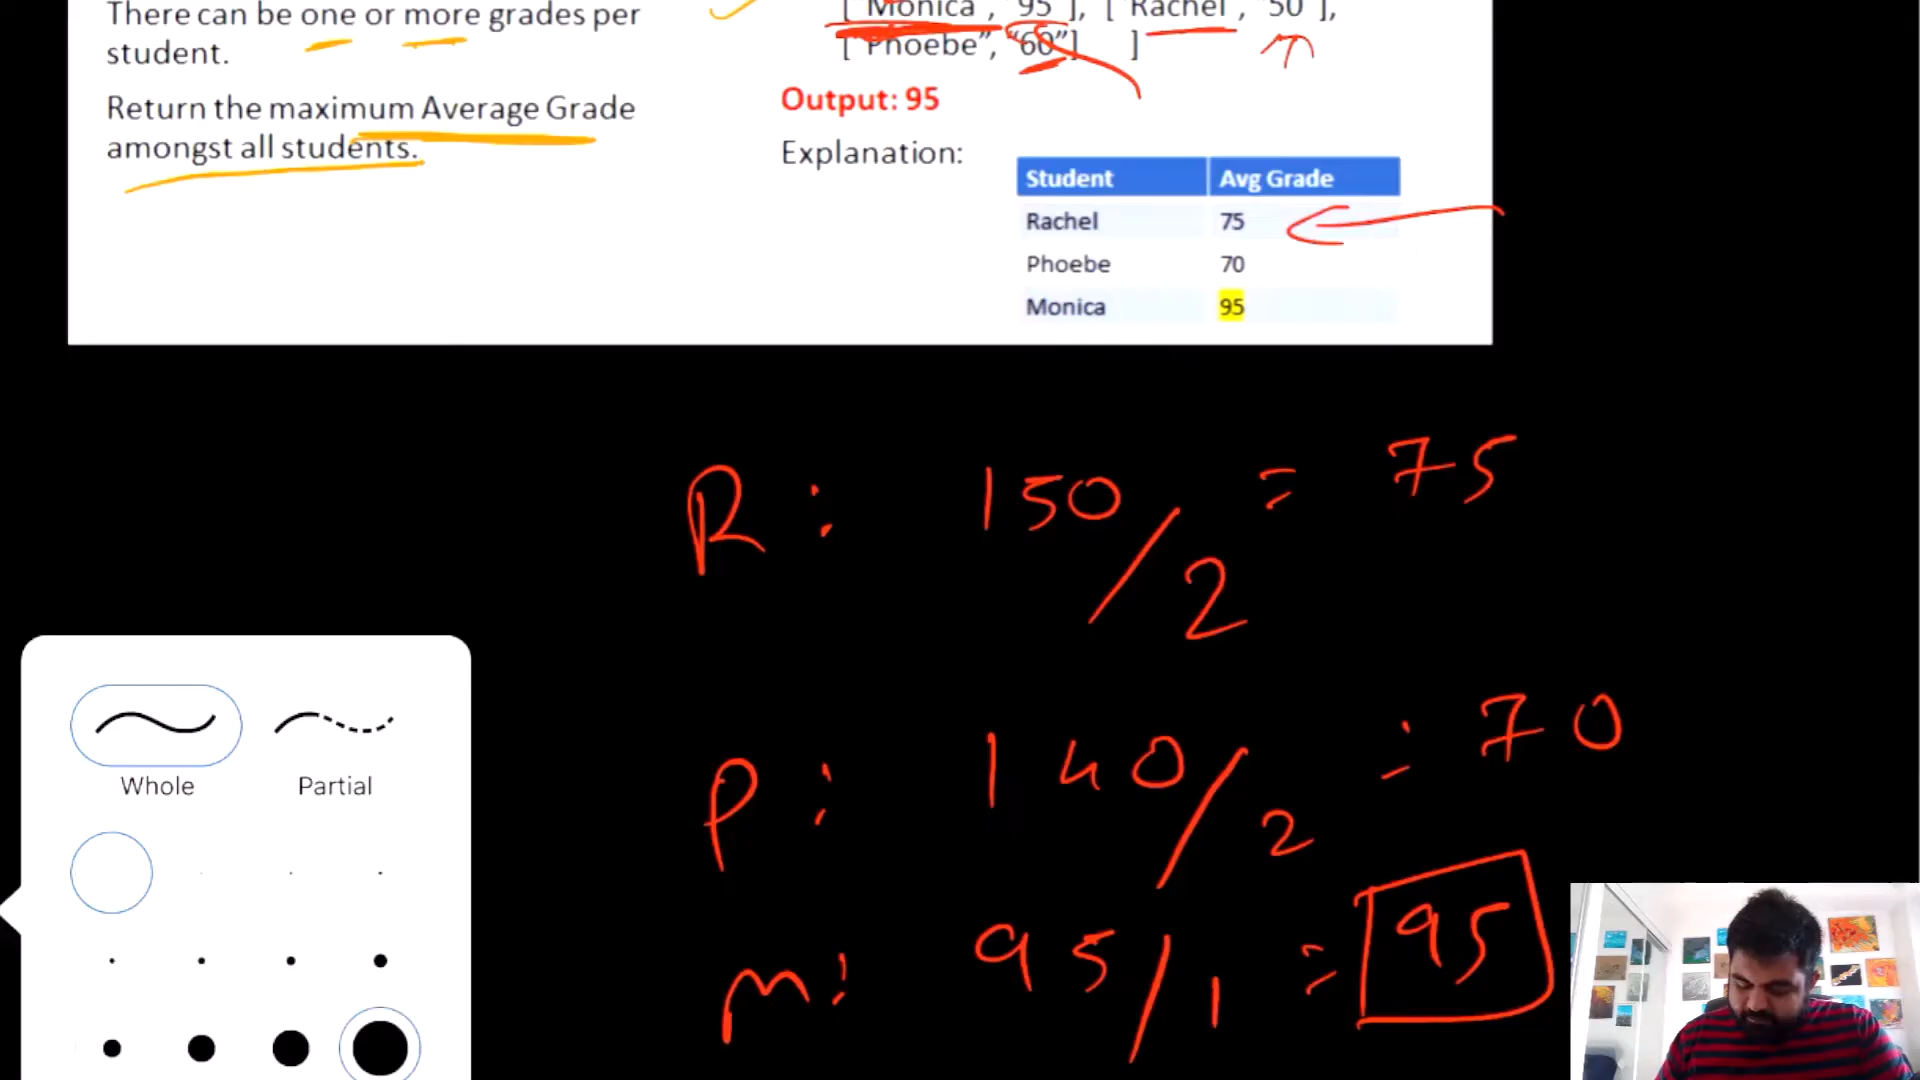 There can be one or more grades per
student.
Return the maximum Average Grade
amongst all students.
["Monica", "95"], ["Rachel", "50"],
["Phoebe", "60"] ]
Output: 95
Explanation:
Student Avg Grade
Rachel 75
Phoebe 70
Monica 95
R: 150/2 = 75
P: 140/2 = 70
M: 95/1 = 95
Whole Partial